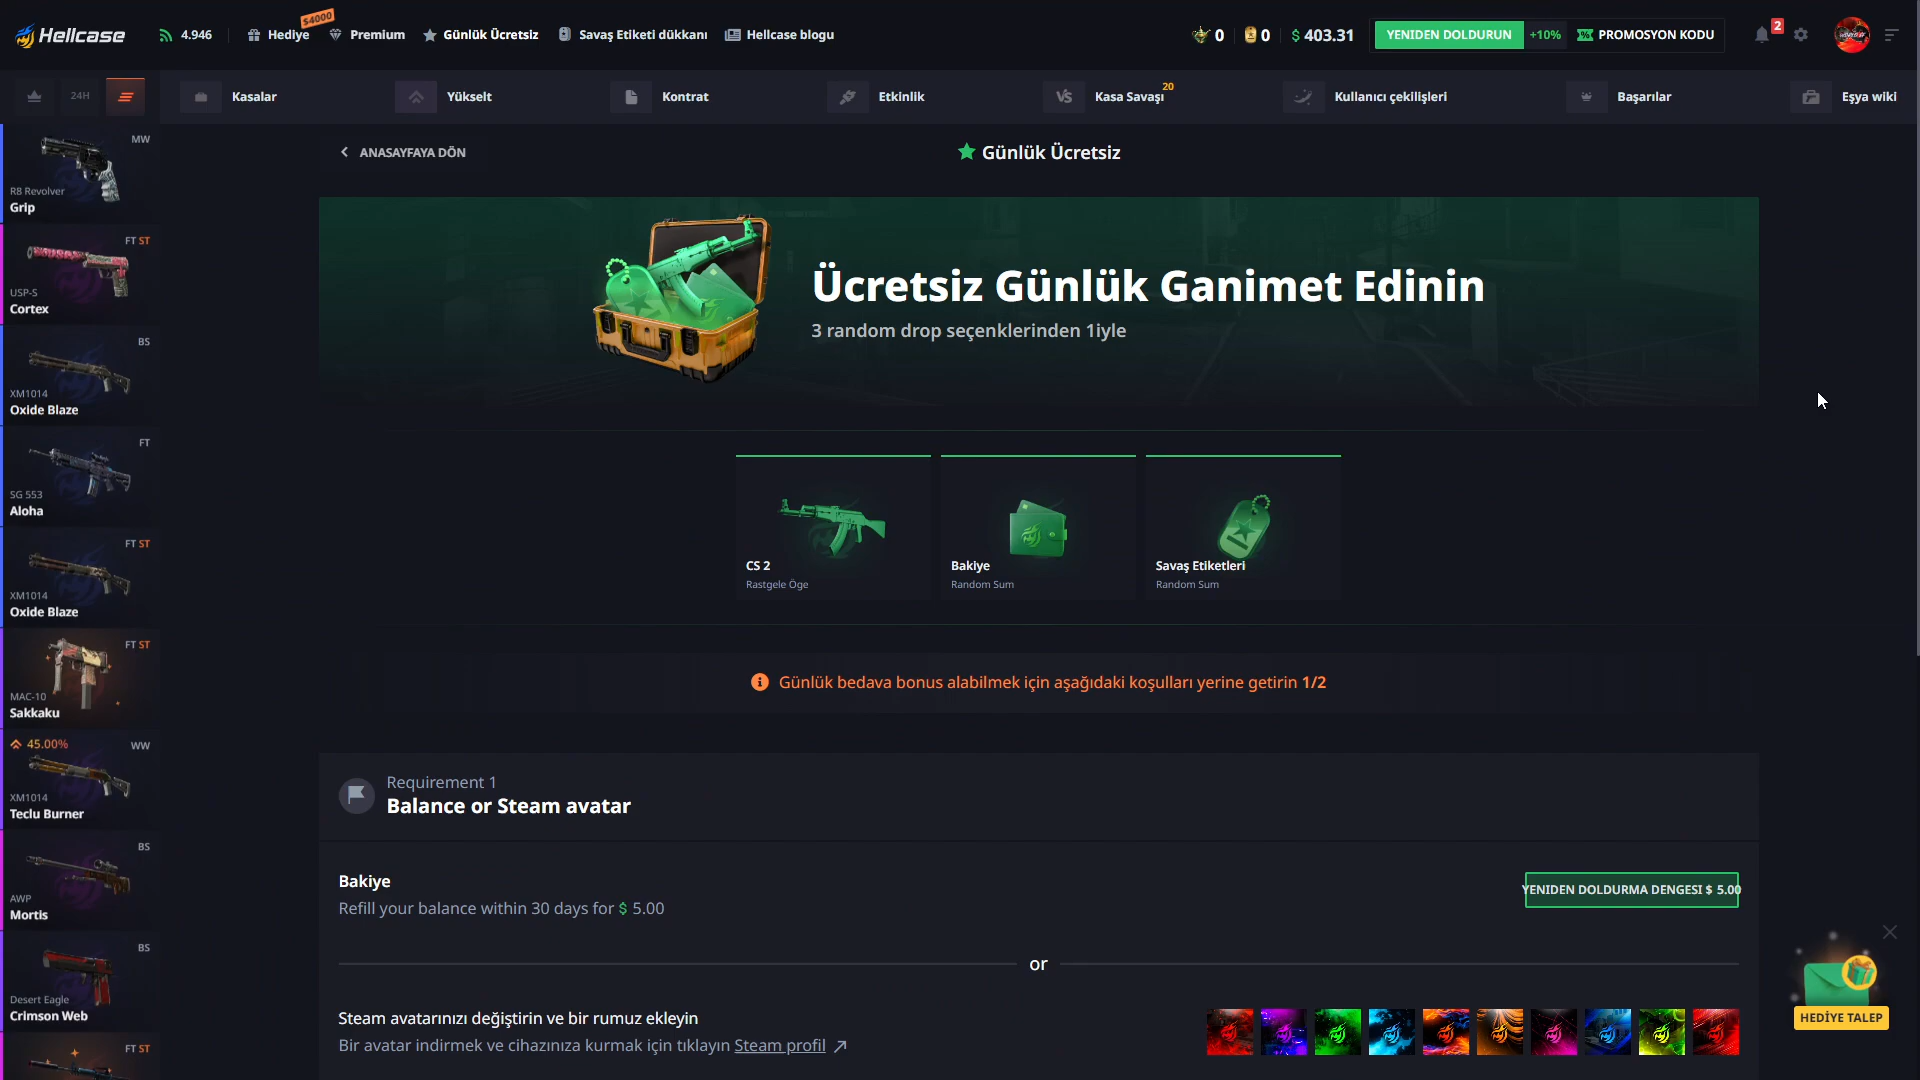 Hellcase
4.946
Hediye
$4000
Premium
Günlük Ücretsiz
Savaş Etiketi dükkanı
Hellcase blogu
0
0
$ 403.31
YENIDEN DOLDURUN
+10%
PROMOSYON KODU
2
24H
Kasalar
Yükselt
Kontrat
Etkinlik
VS
Kasa Savaşı
20
Kullanıcı çekilişleri
Başarılar
Eşya wiki
MW
R8 Revolver
Grip
FT ST
USP-S
Cortex
BS
XM1014
Oxide Blaze
FT
SG 553
Aloha
FT ST
XM1014
Oxide Blaze
FT ST
MAC-10
Sakkaku
45.00%
WW
XM1014
Teclu Burner
BS
AWP
Mortis
BS
Desert Eagle
Crimson Web
FT ST
ANASAYFAYA DÖN
Günlük Ücretsiz
Ücretsiz Günlük Ganimet Edinin
3 random drop seçenklerinden 1iyle
CS 2
Rastgele Öge
Bakiye
Random Sum
Savaş Etiketleri
Random Sum
Günlük bedava bonus alabilmek için aşağıdaki koşulları yerine getirin 1/2
Requirement 1
Balance or Steam avatar
Bakiye
Refill your balance within 30 days for $ 5.00
YENIDEN DOLDURMA DENGESI $ 5.00
or
Steam avatarınızı değiştirin ve bir rumuz ekleyin
Bir avatar indirmek ve cihazınıza kurmak için tıklayın Steam profil
HEDİYE TALEP